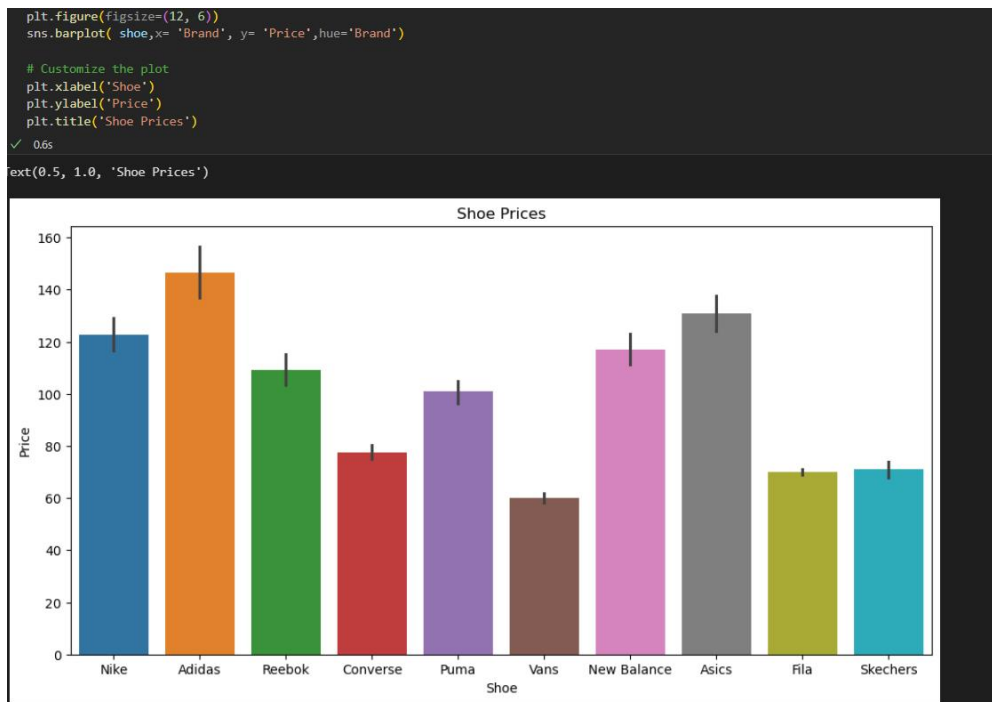 plt.figure(figsize=(12, 6))
sns.barplot( shoe,x= 'Brand', y= 'Price',hue='Brand')
# Customize the plot
plt.xlabel('Shoe')
plt.ylabel('Price')
plt.title('Shoe Prices')
✓ 0.6s
Text(0.5, 1.0, 'Shoe Prices')
Shoe Prices
160
140
120
100
80
60
40
20
0
Price
Nike Adidas Reebok Converse Puma Vans New Balance Asics Fila Skechers
Shoe